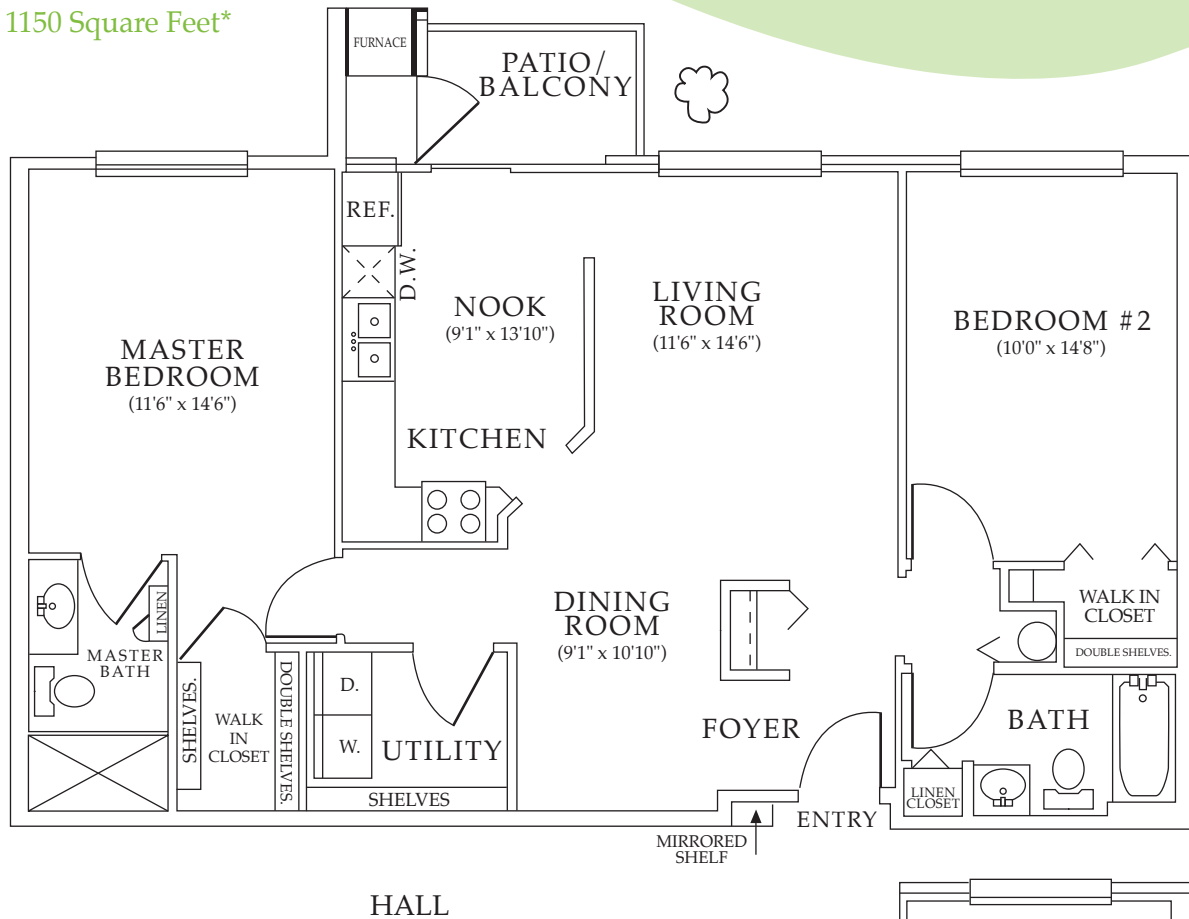 1150 Square Feet*
FURNACE
PATIO/
BALCONY
REF.
D.W.
NOOK
(9'1" x 13'10")
LIVING
ROOM
(11'6" x 14'6")
BEDROOM #2
(10'0" x 14'8")
MASTER
BEDROOM
(11'6" x 14'6")
KITCHEN
LINEN
MASTER
BATH
DINING
ROOM
(9'1" x 10'10")
WALK IN
CLOSET
DOUBLE SHELVES.
SHELVES.
WALK
IN
CLOSET
DOUBLE SHELVES.
D.
W.
UTILITY
SHELVES
FOYER
BATH
LINEN
CLOSET
ENTRY
MIRRORED
SHELF
HALL